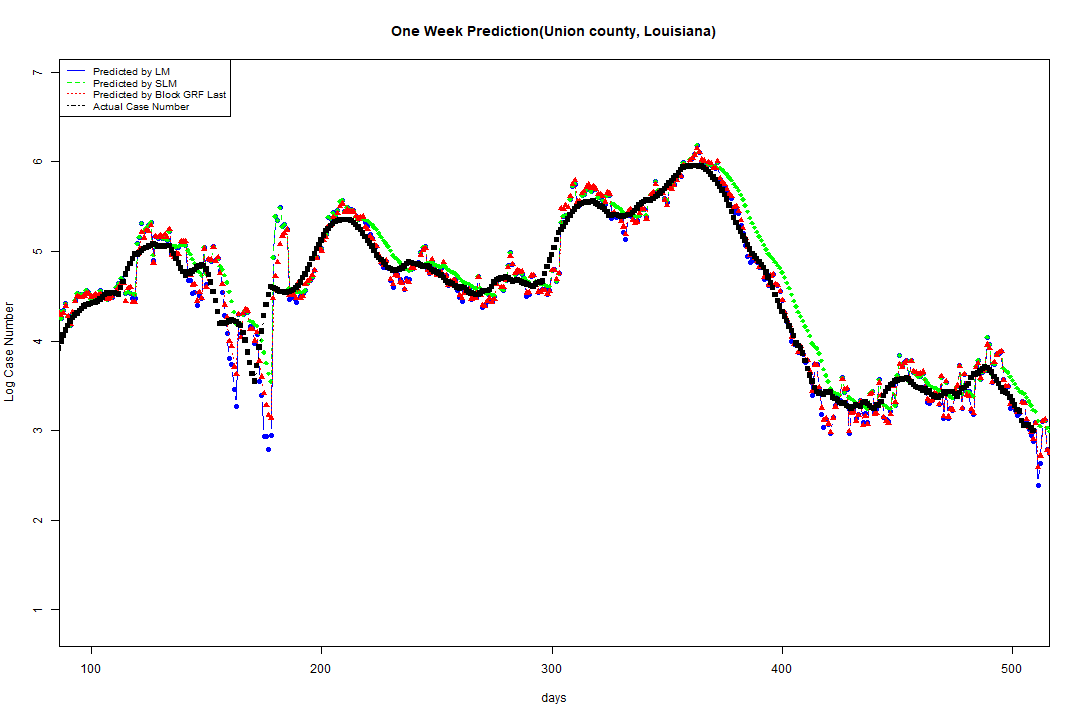 One Week Prediction(Union county, Louisiana)
Predicted by LM
Predicted by SLM
Predicted by Block GRF Last
Actual Case Number
7
6
5
4
3
2
1
Log Case Number
100 200 300 400 500
days